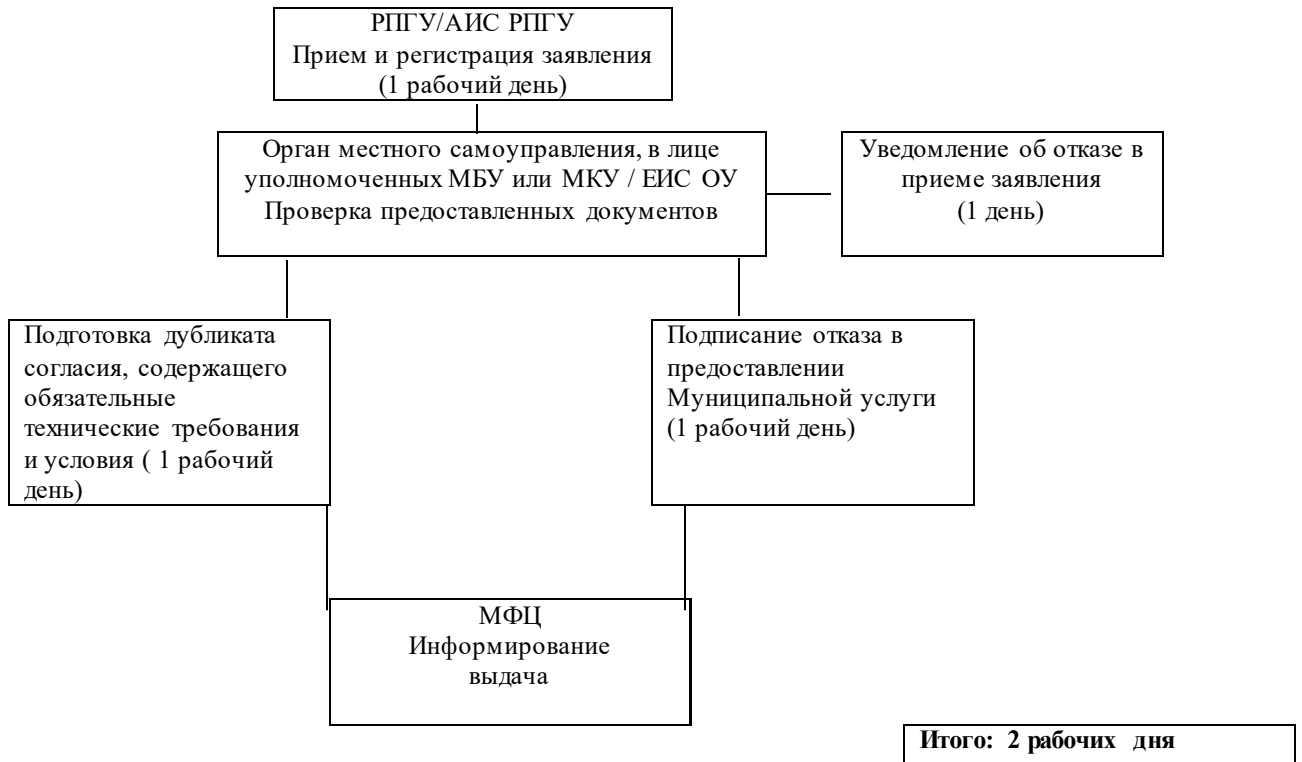 РПГУ/АИС РПГУ
Прием и регистрация заявления
(1 рабочий день)
Орган местного самоуправления, в лице
уполномоченных МБУ или МКУ / ЕИС ОУ
Проверка предоставленных документов
Уведомление об отказе в
приеме заявления
(1 день)
Подготовка дубликата
согласия, содержащего
обязательные
технические требования
и условия ( 1 рабочий
день)
Подписание отказа в
предоставлении
Муниципальной услуги
(1 рабочий день)
МФЦ
Информирование
выдача
Итого: 2 рабочих дня